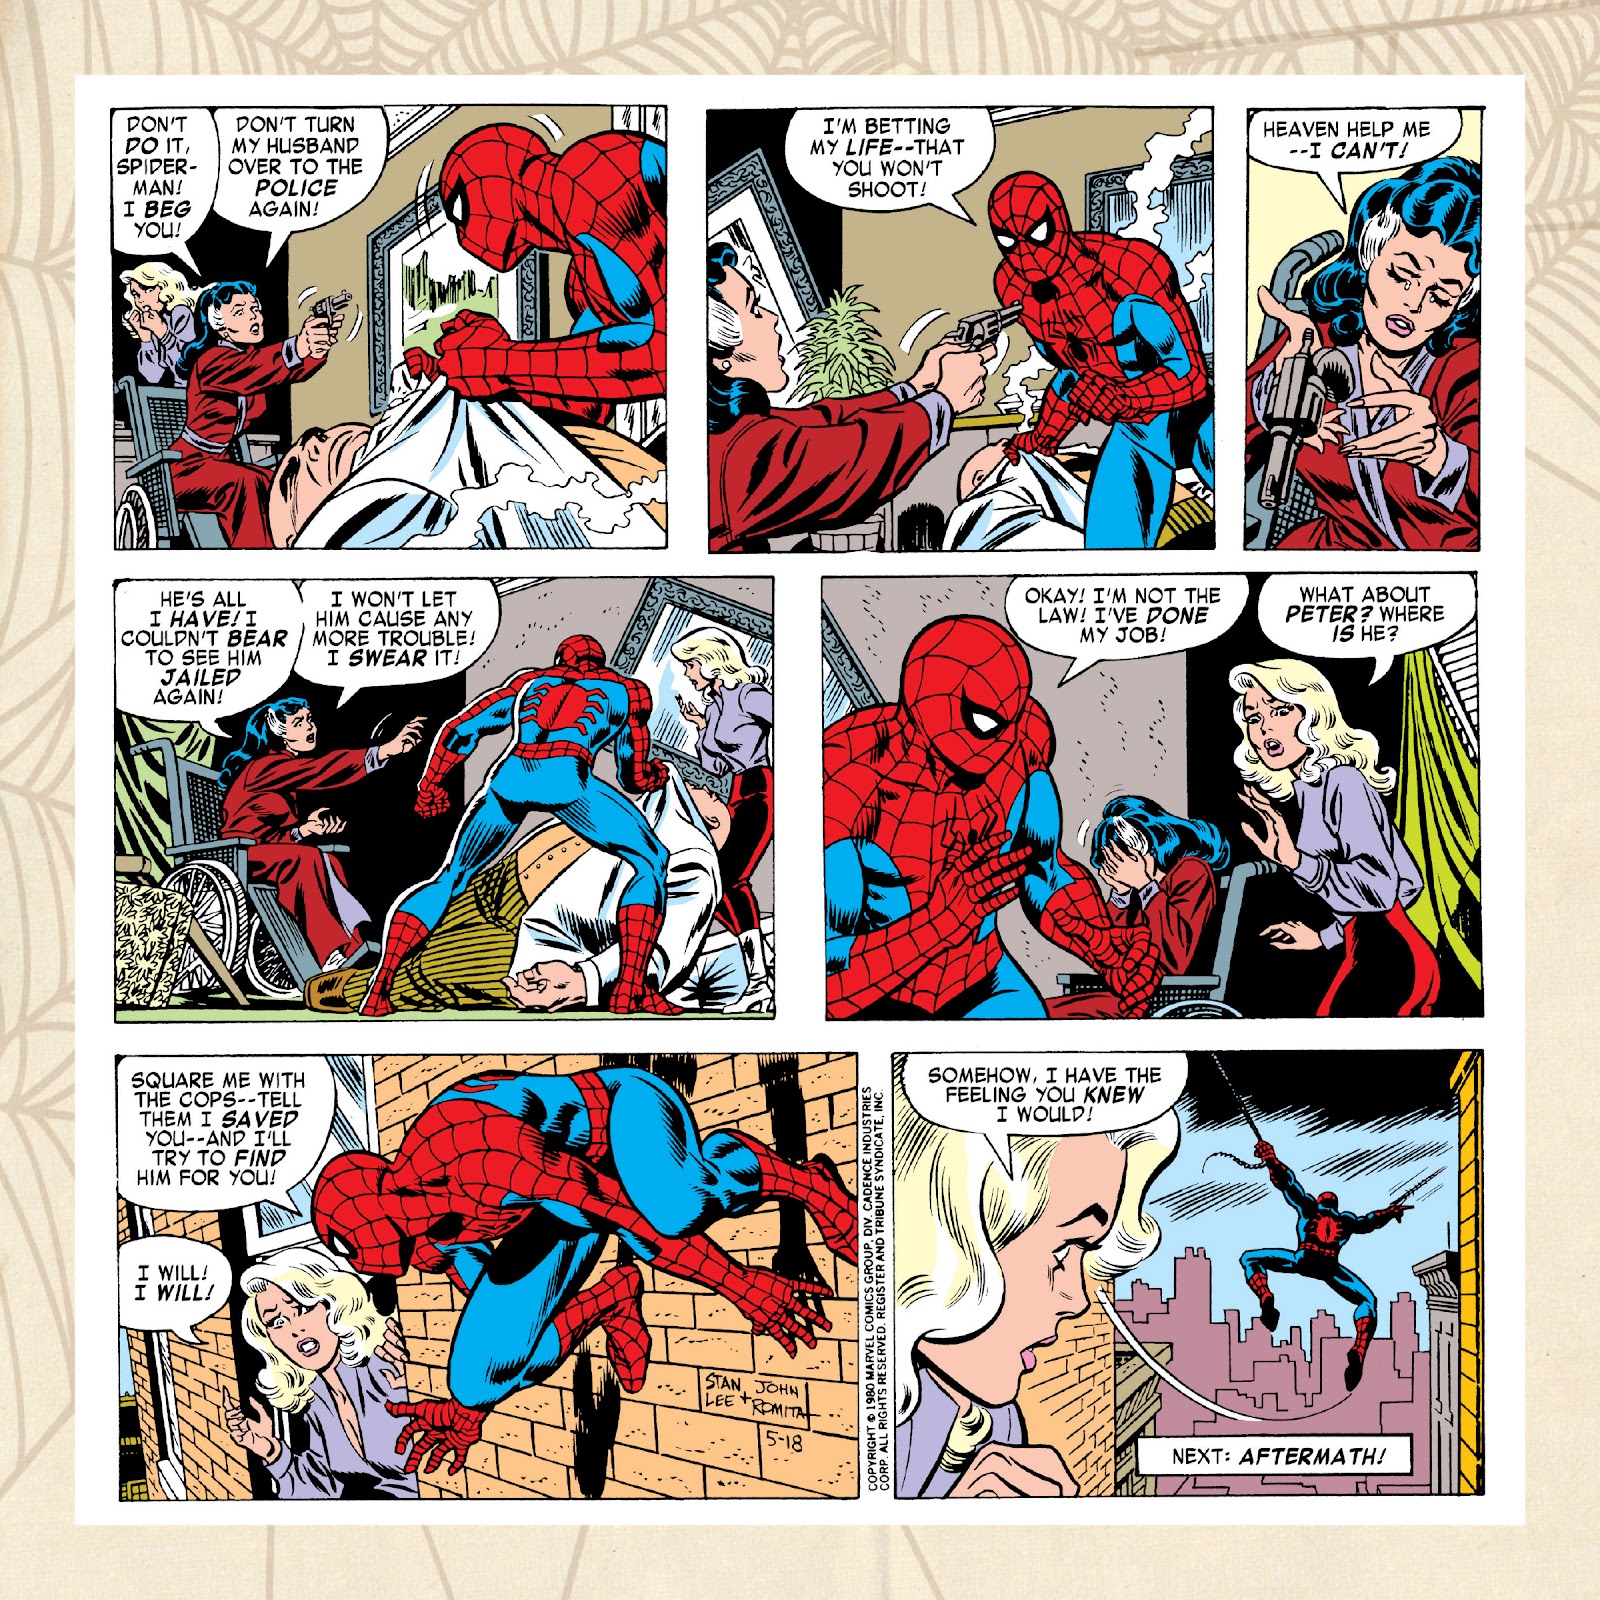 DON'T
DO IT,
SPIDER-
MAN!
I BEG
YOU!
DON'T TURN
MY HUSBAND
OVER TO THE
POLICE
AGAIN!
I'M BETTING
MY LIFE--THAT
YOU WON'T
SHOOT!
HEAVEN HELP ME
--I CAN'T!
HE'S ALL
I HAVE! I
COULDN'T BEAR
TO SEE HIM
JAILED
AGAIN!
I WON'T LET
HIM CAUSE ANY
MORE TROUBLE!
I SWEAR IT!
OKAY! I'M NOT THE
LAW! I'VE DONE
MY JOB!
WHAT ABOUT
PETER? WHERE
IS HE?
SQUARE ME WITH
THE COPS--TELL
THEM I SAVED
YOU--AND I'LL
TRY TO FIND
HIM FOR YOU!
I WILL!
I WILL!
STAN LEE + JOHN ROMITA
5-18
COPYRIGHT © 1980 MARVEL COMICS GROUP, DIV. CADENCE INDUSTRIES
CORP. ALL RIGHTS RESERVED. REGISTER AND TRIBUNE SYNDICATE, INC.
SOMEHOW, I HAVE THE
FEELING YOU KNEW
I WOULD!
NEXT: AFTERMATH!